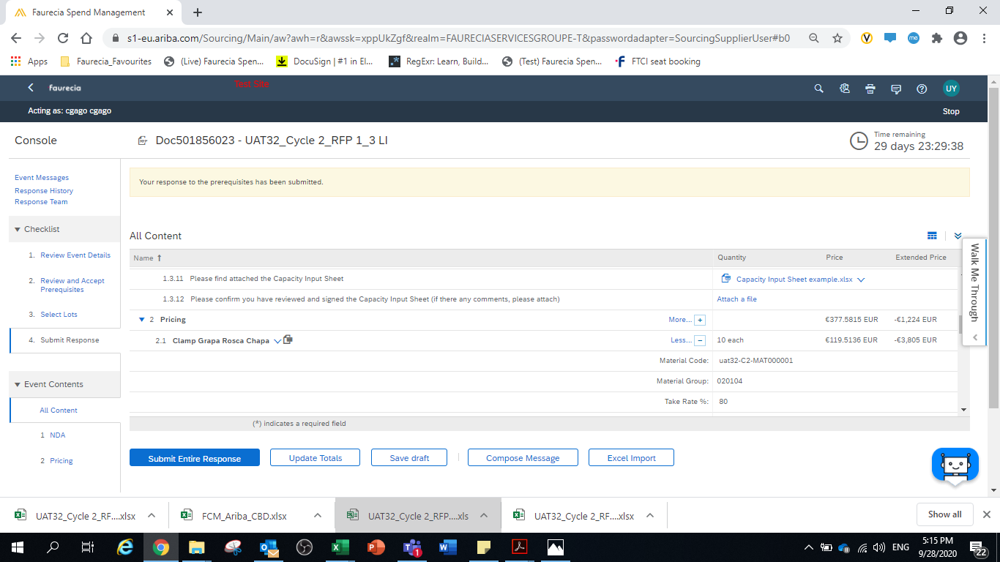 Faurecia Spend Management
s1-eu.ariba.com/Sourcing/Main/aw?awh=r&awssk=xppUkZgf&realm=FAURECIASERVICESGROUPE-T&passwordadapter=SourcingSupplierUser#b0
Apps Faurecia_Favourites (Live) Faurecia Spen... DocuSign | #1 in El... RegExr: Learn, Build... (Test) Faurecia Spen... FTCI seat booking
faurecia Test Site UY
Acting as: cgago cgago Stop
Console Doc501856023 - UAT32_Cycle 2_RFP 1_3 LI
Time remaining
29 days 23:29:38
Event Messages
Response History
Response Team
Your response to the prerequisites has been submitted.
Checklist
1. Review Event Details
2. Review and Accept
Prerequisites
3. Select Lots
4. Submit Response
Event Contents
All Content
1 NDA
2 Pricing
All Content
Name ↑ Quantity Price Extended Price
1.3.11 Please find attached the Capacity Input Sheet Capacity Input Sheet example.xlsx
1.3.12 Please confirm you have reviewed and signed the Capacity Input Sheet (if there any comments, please attach) Attach a file
2 Pricing More... + €377.5815 EUR -€1,224 EUR
2.1 Clamp Grapa Rosca Chapa Less... − 10 each €119.5136 EUR -€3,805 EUR
Material Code: uat32-C2-MAT000001
Material Group: 020104
Take Rate %: 80
(*) indicates a required field
Walk Me Through
Submit Entire Response Update Totals Save draft Compose Message Excel Import
UAT32_Cycle 2_RF....xlsx FCM_Ariba_CBD.xlsx UAT32_Cycle 2_RFP....xls UAT32_Cycle 2_RF....xlsx Show all
1 ENG 5:15 PM
9/28/2020 22